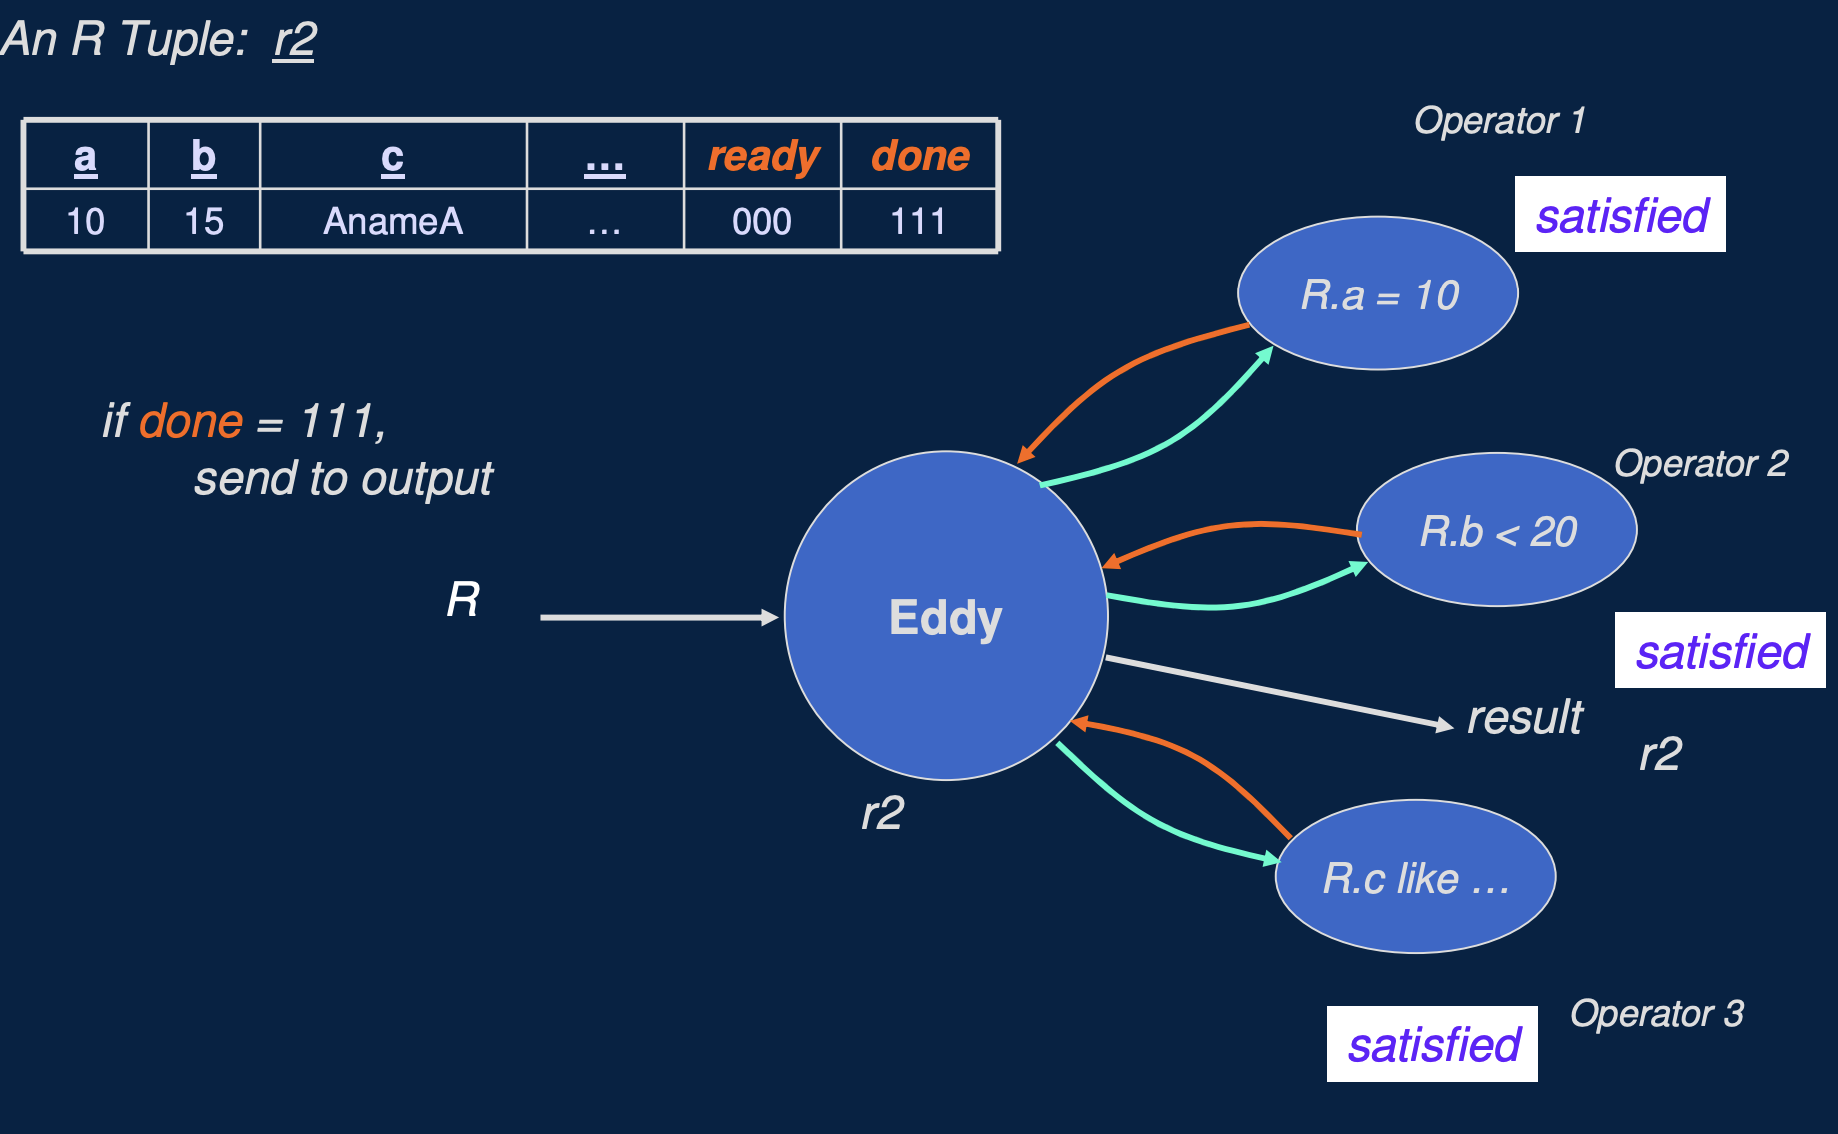 An R Tuple: r2
a b c ... ready done
10 15 AnameA ... 000 111
Operator 1
satisfied
R.a = 10
if done = 111,
send to output
Operator 2
R.b < 20
R
Eddy
satisfied
result
r2
r2
R.c like ...
Operator 3
satisfied